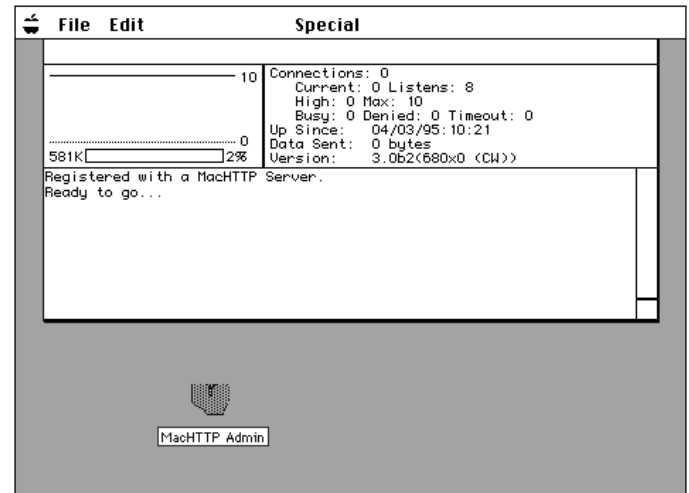 File Edit Special
10
0
581K 2%
Connections: 0
Current: 0 Listens: 8
High: 0 Max: 10
Busy: 0 Denied: 0 Timeout: 0
Up Since: 04/03/95:10:21
Data Sent: 0 bytes
Version: 3.0b2(680x0 (CW))
Registered with a MacHTTP Server.
Ready to go...
MacHTTP Admin